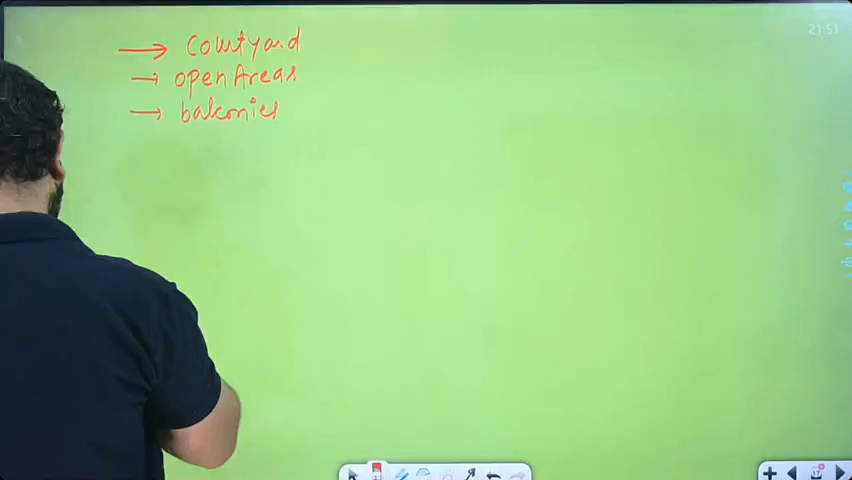 21:51
→ Courtyard
→ open Areas
→ balconies